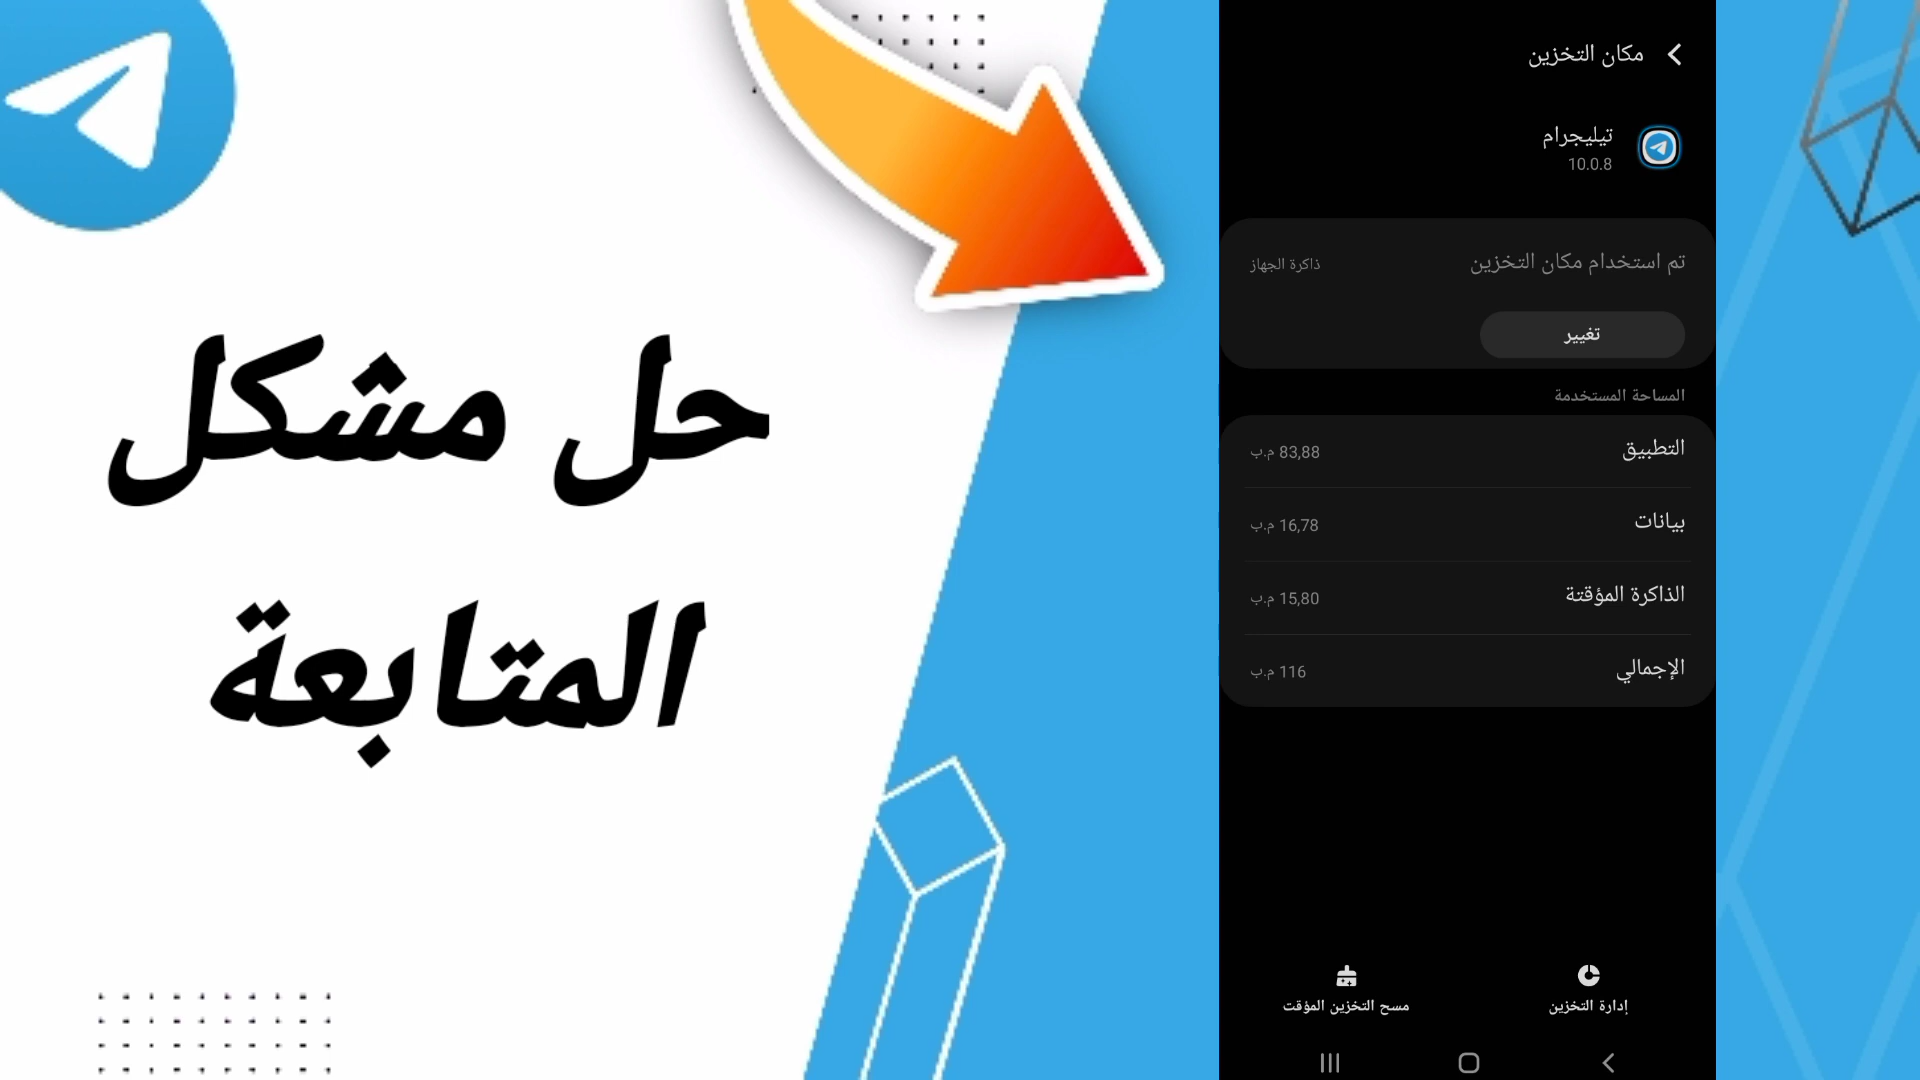 حل مشكل
المتابعة
مكان التخزين
تيليجرام
10.0.8
تم استخدام مكان التخزين
ذاكرة الجهاز
تغيير
المساحة المستخدمة
التطبيق
83,88 م.ب
بيانات
16,78 م.ب
الذاكرة المؤقتة
15,80 م.ب
الإجمالي
116 م.ب
إدارة التخزين
مسح التخزين المؤقت